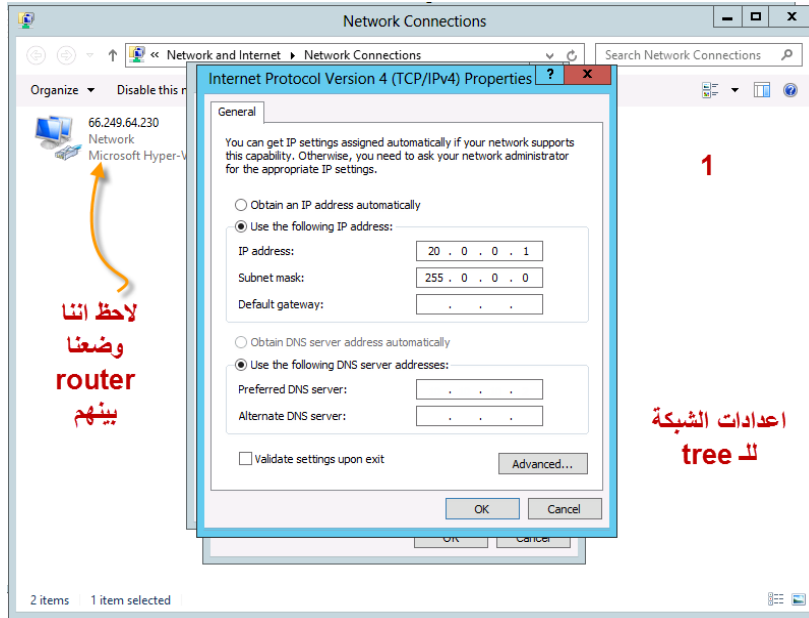 Network Connections
Network and Internet Network Connections
Search Network Connections
Organize
Disable this
66.249.64.230
Network
Microsoft Hyper-V
Internet Protocol Version 4 (TCP/IPv4) Properties
General
You can get IP settings assigned automatically if your network supports
this capability. Otherwise, you need to ask your network administrator
for the appropriate IP settings.
Obtain an IP address automatically
Use the following IP address:
IP address: 20 . 0 . 0 . 1
Subnet mask: 255 . 0 . 0 . 0
Default gateway: . . .
Obtain DNS server address automatically
Use the following DNS server addresses:
Preferred DNS server: . . .
Alternate DNS server: . . .
Validate settings upon exit
Advanced...
OK Cancel
OK Cancel
1
لاحظ اننا
وضعنا
router
بينهم
اعدادات الشبكة
للـ tree
2 items 1 item selected